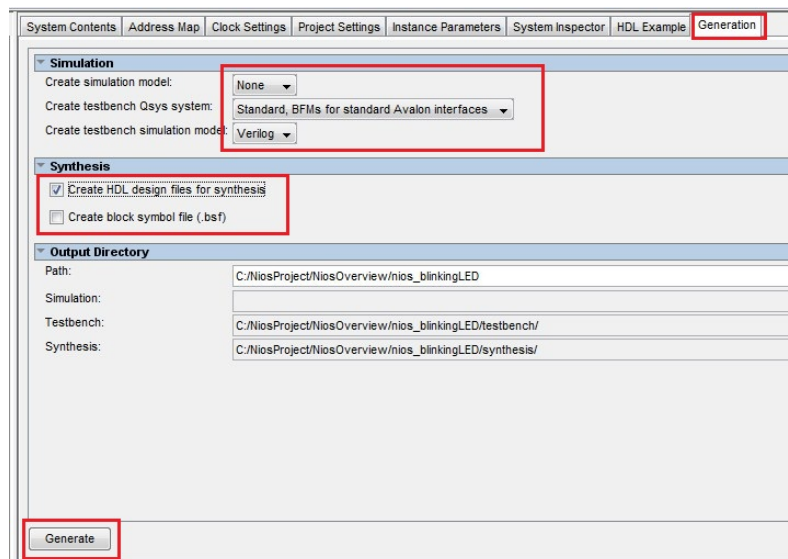 System Contents Address Map Clock Settings Project Settings Instance Parameters System Inspector HDL Example Generation
Simulation
Create simulation model: None
Create testbench Qsys system: Standard, BFMs for standard Avalon interfaces
Create testbench simulation model: Verilog
Synthesis
Create HDL design files for synthesis
Create block symbol file (.bsf)
Output Directory
Path: C:/NiosProject/NiosOverview/nios_blinkingLED
Simulation:
Testbench: C:/NiosProject/NiosOverview/nios_blinkingLED/testbench/
Synthesis: C:/NiosProject/NiosOverview/nios_blinkingLED/synthesis/
Generate